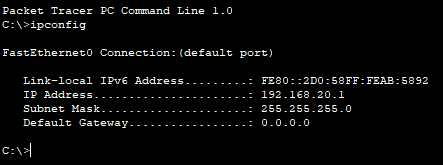 Packet Tracer PC Command Line 1.0
C:\>ipconfig
FastEthernet0 Connection:(default port)
Link-local IPv6 Address.........: FE80::2D0:58FF:FEAB:5892
IP Address......................: 192.168.20.1
Subnet Mask.....................: 255.255.255.0
Default Gateway.................: 0.0.0.0
C:\>